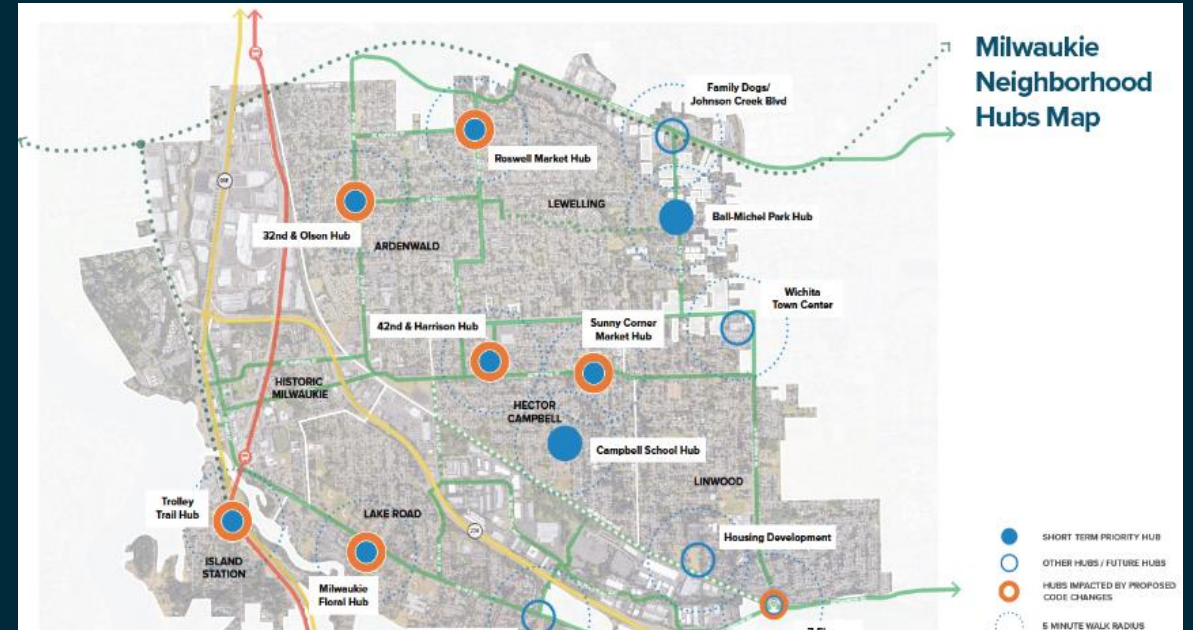 Milwaukie
Neighborhood
Hubs Map
Family Dogs/
Johnson Creek Blvd
Roswell Market Hub
LEWELLING
Ball-Michel Park Hub
32nd & Olsen Hub
ARDENWALD
Wichita
Town Center
42nd & Harrison Hub
Sunny Corner
Market Hub
HISTORIC
MILWAUKIE
HECTOR
CAMPBELL
Campbell School Hub
LINWOOD
Trolley
Trail Hub
LAKE ROAD
Housing Development
ISLAND
STATION
Milwaukie
Floral Hub
SHORT TERM PRIORITY HUB
OTHER HUBS / FUTURE HUBS
HUBS IMPACTED BY PROPOSED
CODE CHANGES
5 MINUTE WALK RADIUS